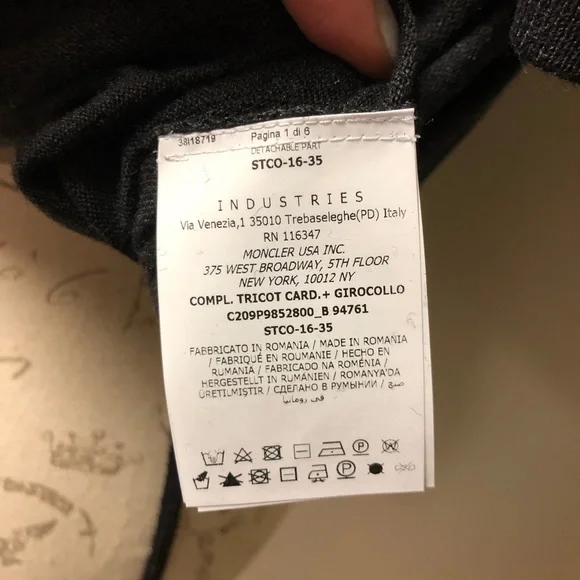 38I18719 Pagina 1 di 6
DETACHABLE PART
STCO-16-35
INDUSTRIES
Via Venezia,1 35010 Trebaseleghe(PD) Italy
RN 116347
MONCLER USA INC.
375 WEST BROADWAY, 5TH FLOOR
NEW YORK, 10012 NY
COMPL. TRICOT CARD.+ GIROCOLLO
C209P9852800_B 94761
STCO-16-35
FABBRICATO IN ROMANIA / MADE IN ROMANIA
/ FABRIQUÉ EN ROUMANIE / HECHO EN
RUMANIA / FABRICADO NA ROMÉNIA /
HERGESTELLT IN RUMÄNIEN / ROMANYA'DA
ÜRETILMIŞTIR / СДЕЛАНО В РУМЫНИИ / صنع
في رومانيا